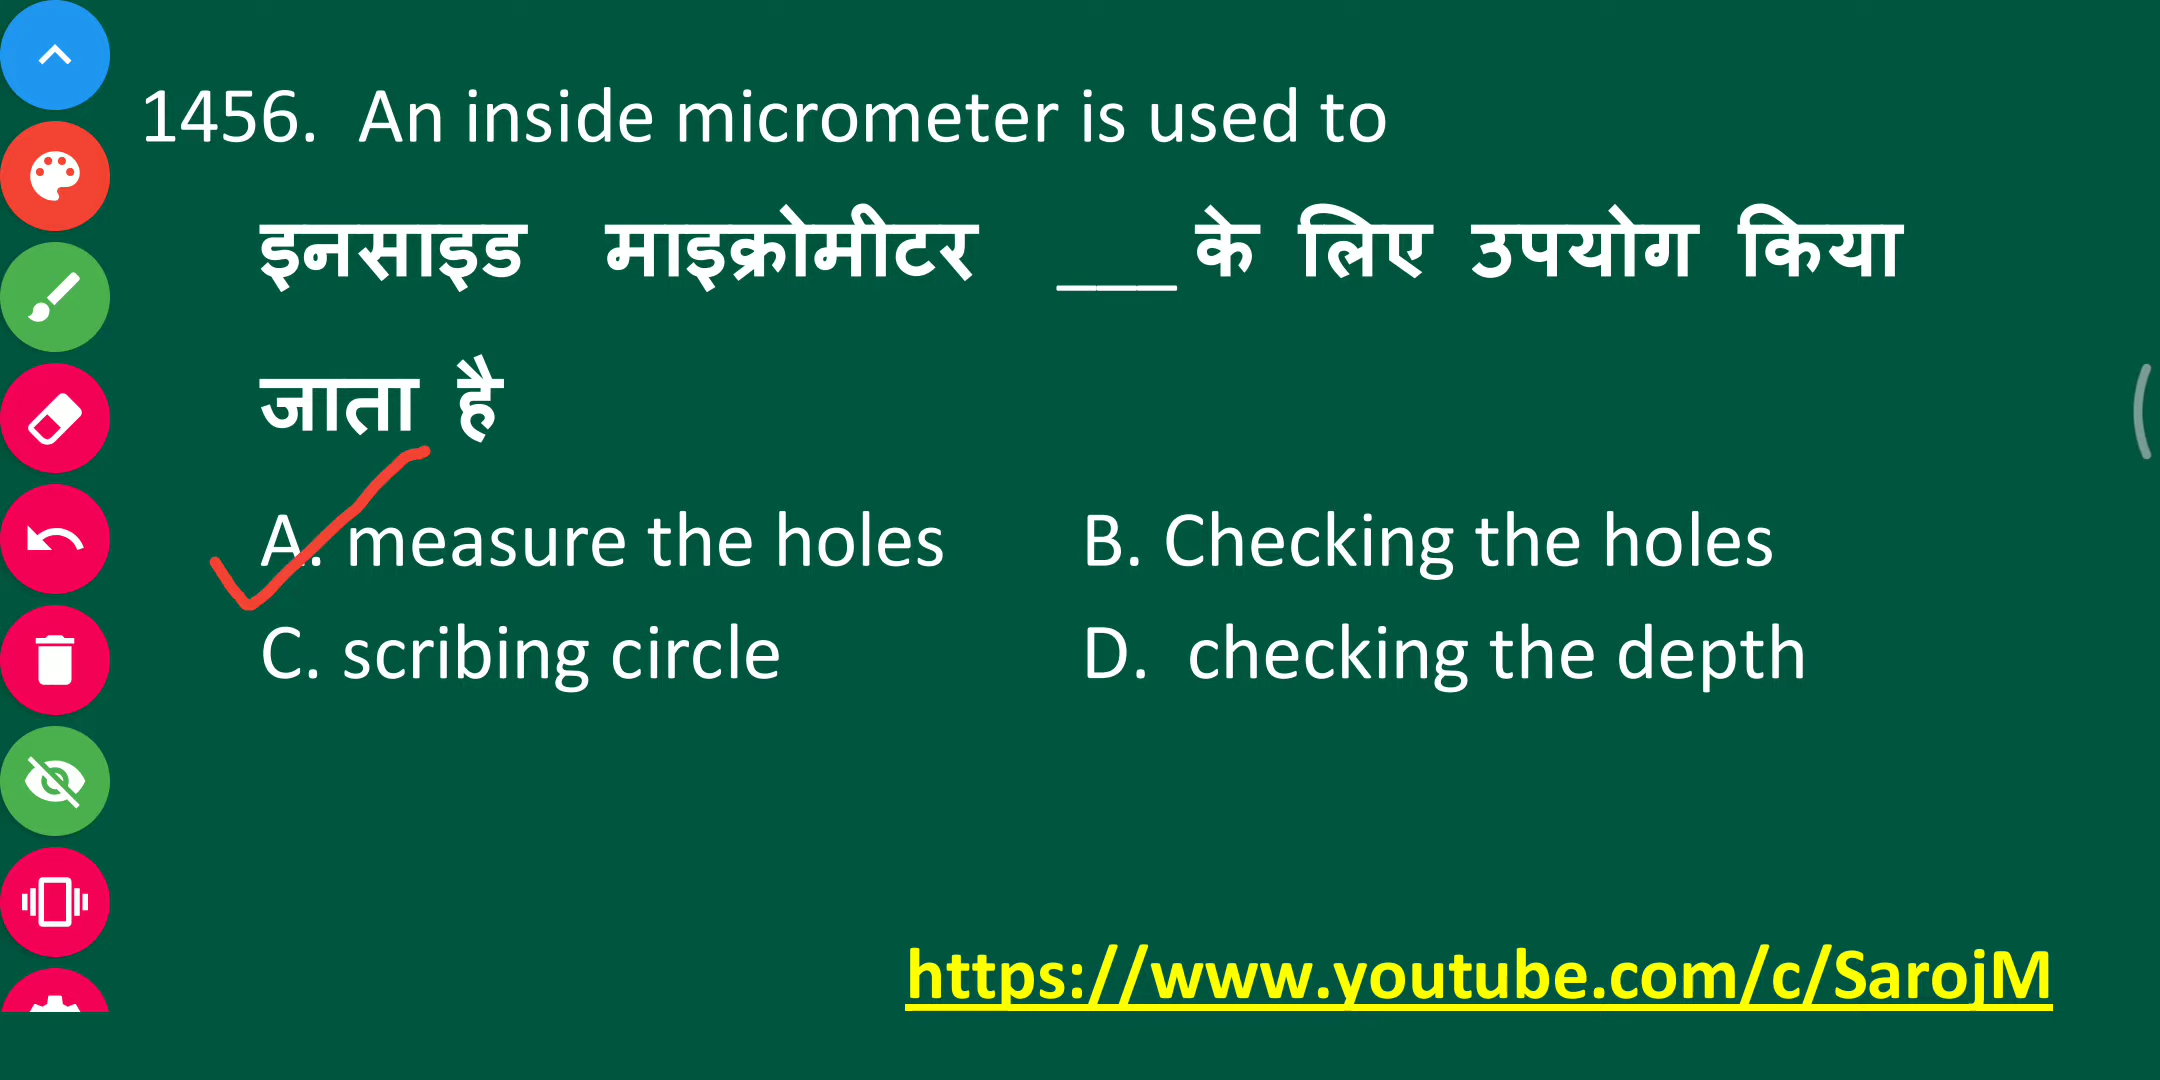 1456. An inside micrometer is used to
इनसाइड माइक्रोमीटर ___ के लिए उपयोग किया
जाता है
A. measure the holes B. Checking the holes
C. scribing circle D. checking the depth
https://www.youtube.com/c/SarojM